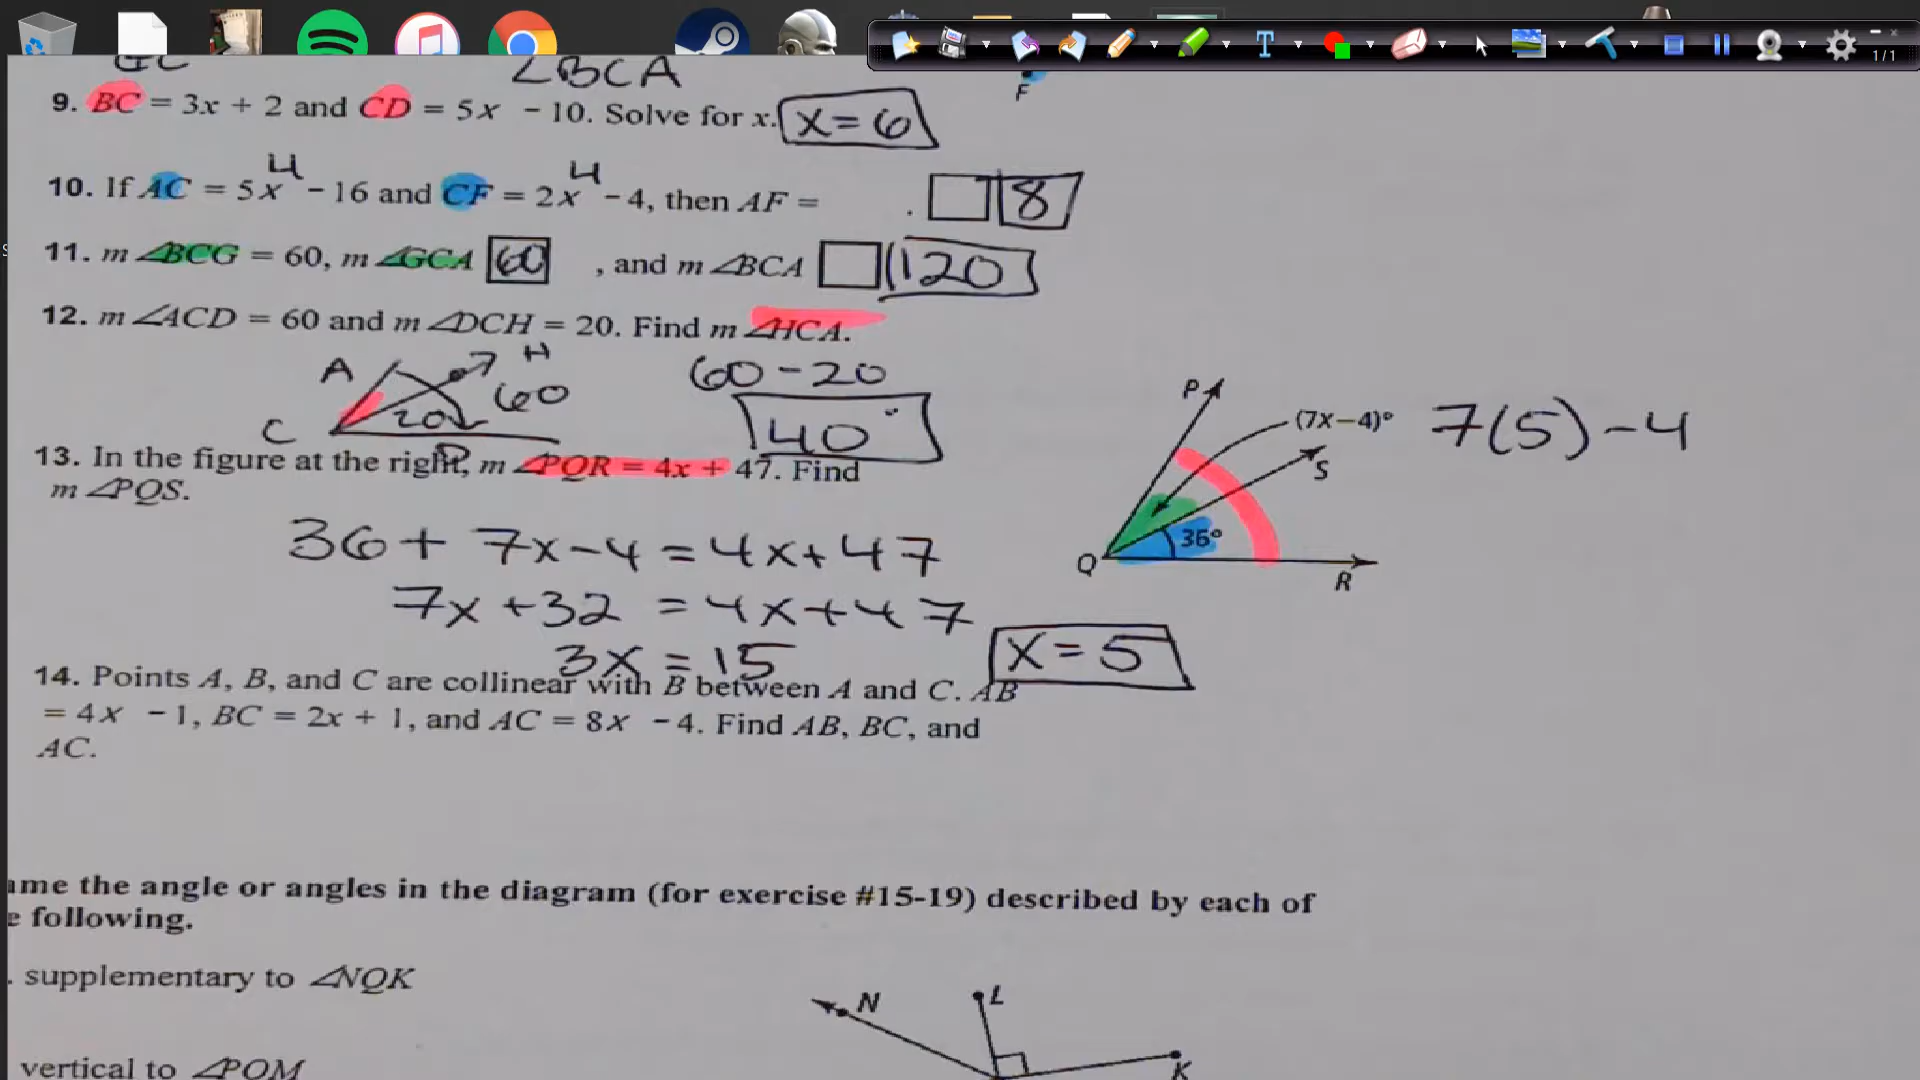 1/1
∠BCA
F
9. BC = 3x + 2 and CD = 5x - 10. Solve for x. x = 6
4 4
10. If AC = 5x - 16 and CF = 2x - 4, then AF = . 8
11. m ∠BCG = 60, m ∠GCA 60 , and m ∠BCA 120
12. m ∠ACD = 60 and m ∠DCH = 20. Find m ∠HCA.
A H 60 - 20
20 60
C D 40°
13. In the figure at the right, m ∠PQR = 4x + 47. Find
m ∠PQS.
P (7x-4)° 7(5) - 4
S
36°
Q R
36 + 7x - 4 = 4x + 47
7x + 32 = 4x + 47
3x = 15 x = 5
14. Points A, B, and C are collinear with B between A and C. AB
= 4x - 1, BC = 2x + 1, and AC = 8x - 4. Find AB, BC, and
AC.
ame the angle or angles in the diagram (for exercise #15-19) described by each of
e following.
. supplementary to ∠NQK
N L
K
vertical to ∠POM